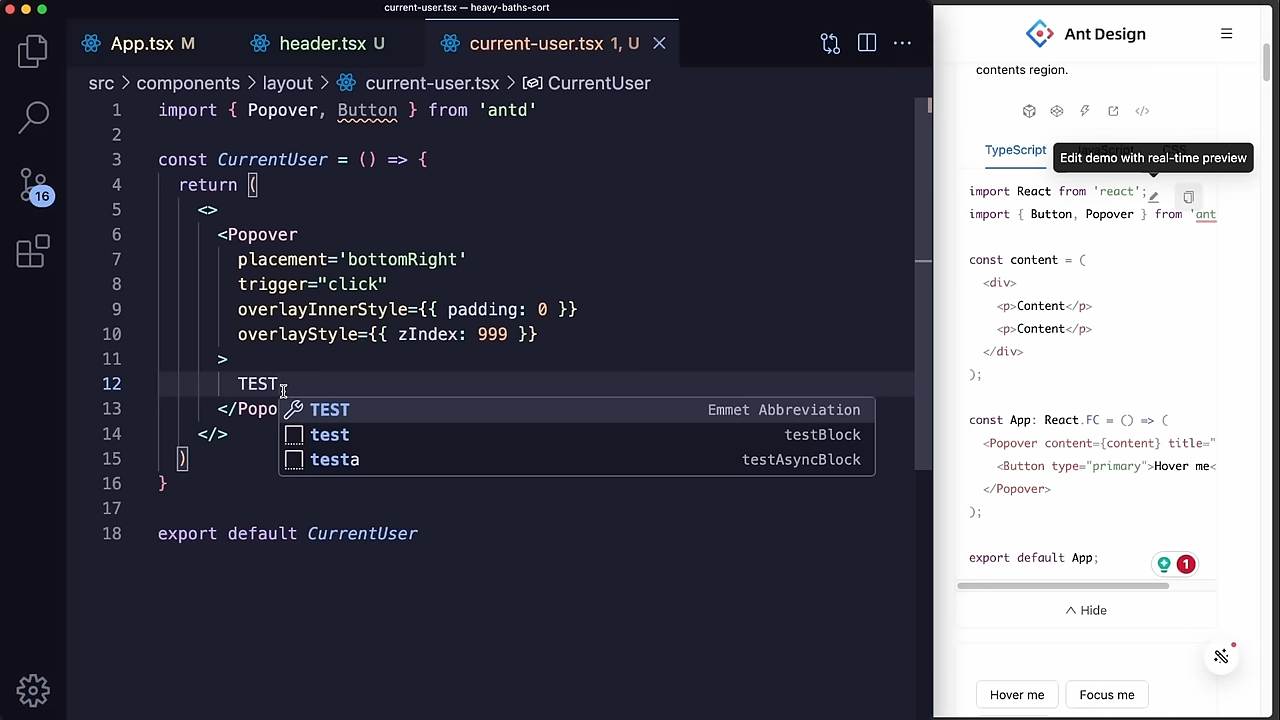 current-user.tsx — heavy-baths-sort
App.tsx M
header.tsx U
current-user.tsx 1, U
src > components > layout > current-user.tsx > CurrentUser
1 import { Popover, Button } from 'antd'
2
3 const CurrentUser = () => {
4 return (
5 <>
6 <Popover
7 placement='bottomRight'
8 trigger="click"
9 overlayInnerStyle={{ padding: 0 }}
10 overlayStyle={{ zIndex: 999 }}
11 >
12 TEST
13 </Popo
14 </>
15 )
16 }
17
18 export default CurrentUser
TEST Emmet Abbreviation
test testBlock
testa testAsyncBlock
16
Ant Design
contents region.
TypeScript
Edit demo with real-time preview
import React from 'react';
import { Button, Popover } from 'ant
const content = (
<div>
<p>Content</p>
<p>Content</p>
</div>
);
const App: React.FC = () => (
<Popover content={content} title="
<Button type="primary">Hover me<
</Popover>
);
export default App;
1
Hide
Hover me
Focus me